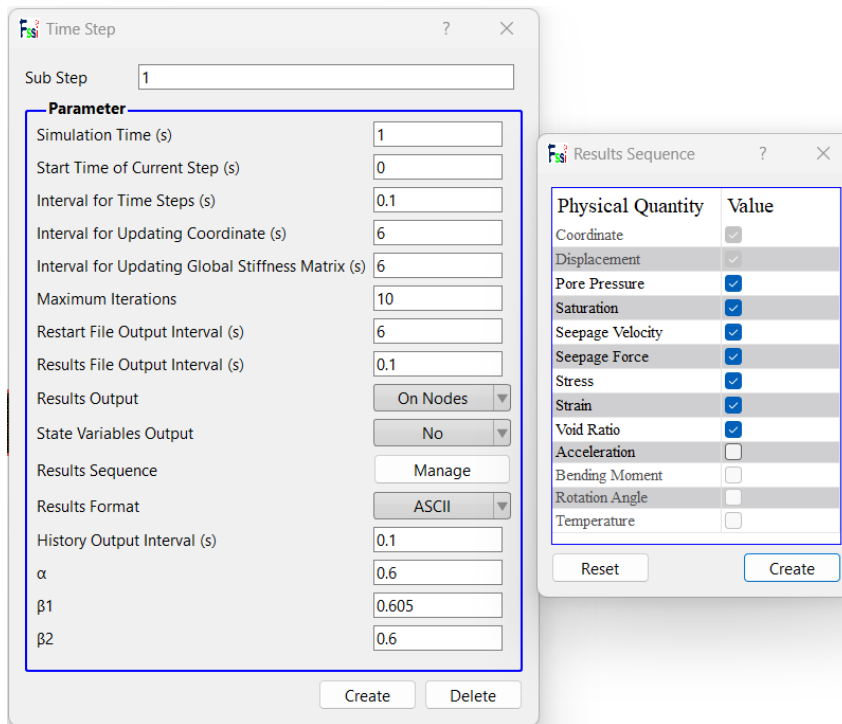 Fssi Time Step ? ×
Sub Step 1
Parameter
Simulation Time (s) 1
Start Time of Current Step (s) 0
Interval for Time Steps (s) 0.1
Interval for Updating Coordinate (s) 6
Interval for Updating Global Stiffness Matrix (s) 6
Maximum Iterations 10
Restart File Output Interval (s) 6
Results File Output Interval (s) 0.1
Results Output On Nodes
State Variables Output No
Results Sequence Manage
Results Format ASCII
History Output Interval (s) 0.1
α 0.6
β1 0.605
β2 0.6
Create Delete
Fssi Results Sequence ? ×
Physical Quantity Value
Coordinate
Displacement
Pore Pressure
Saturation
Seepage Velocity
Seepage Force
Stress
Strain
Void Ratio
Acceleration
Bending Moment
Rotation Angle
Temperature
Reset Create